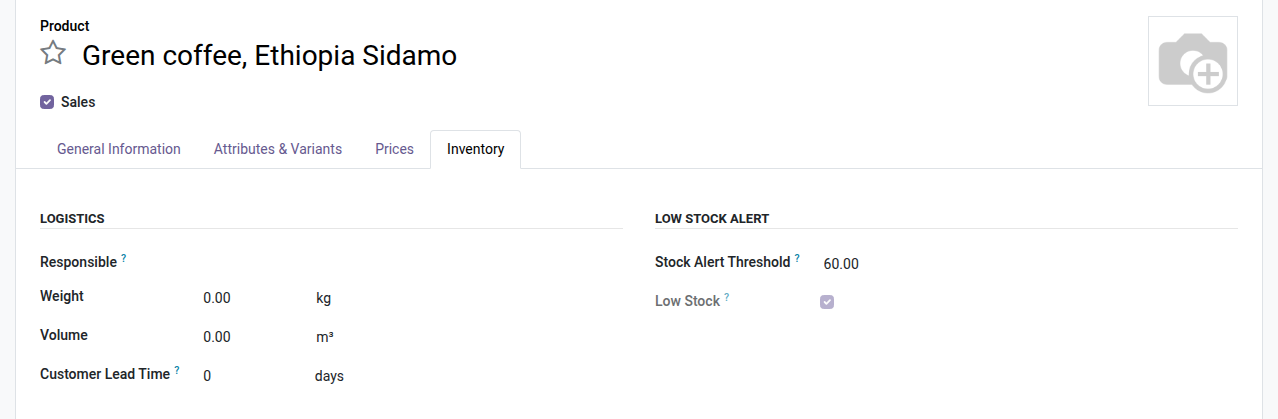 Product
Green coffee, Ethiopia Sidamo
Sales
General Information Attributes & Variants Prices Inventory
LOGISTICS
Responsible ?
Weight 0.00 kg
Volume 0.00 m³
Customer Lead Time ? 0 days
LOW STOCK ALERT
Stock Alert Threshold ? 60.00
Low Stock ?